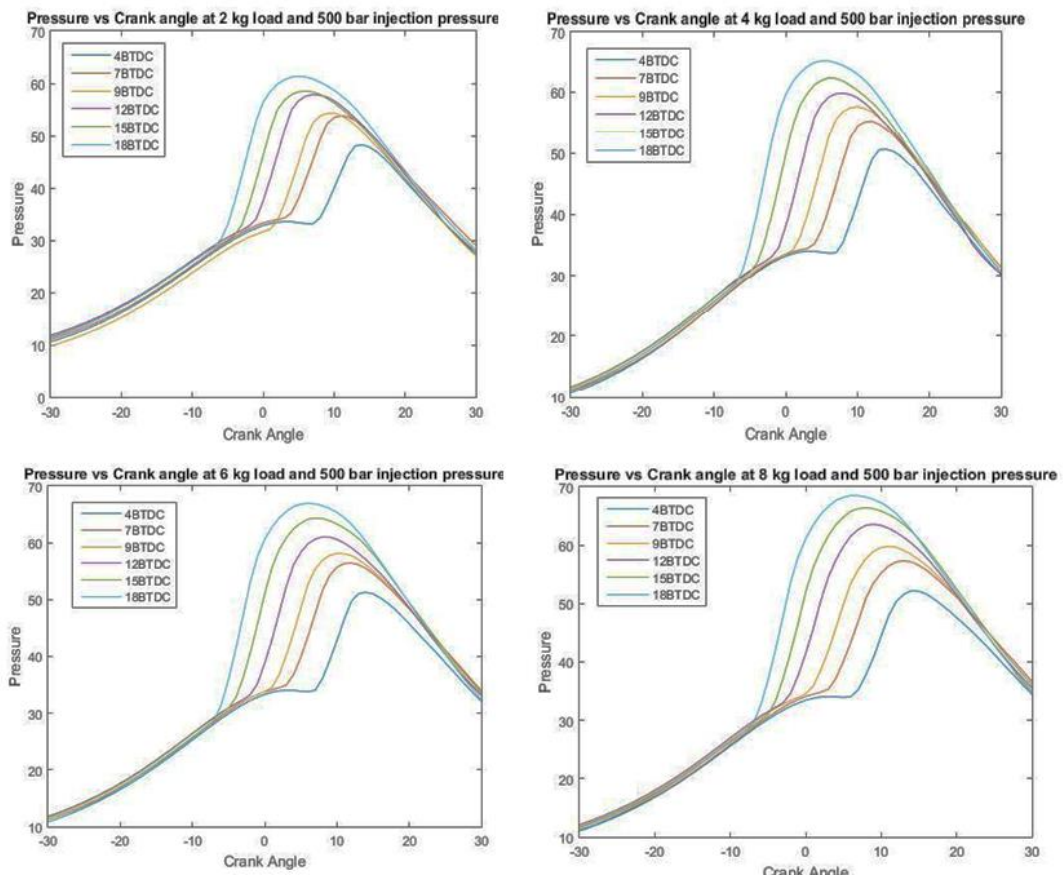 Pressure vs Crank angle at 2 kg load and 500 bar injection pressure
70
60
50
40
30
20
10
0
Pressure
4BTDC
7BTDC
9BTDC
12BTDC
15BTDC
18BTDC
-30 -20 -10 0 10 20 30
Crank Angle
Pressure vs Crank angle at 4 kg load and 500 bar injection pressure
70
60
50
40
30
20
10
Pressure
4BTDC
7BTDC
9BTDC
12BTDC
15BTDC
18BTDC
-30 -20 -10 0 10 20 30
Crank Angle
Pressure vs Crank angle at 6 kg load and 500 bar injection pressure
70
60
50
40
30
20
10
Pressure
4BTDC
7BTDC
9BTDC
12BTDC
15BTDC
18BTDC
-30 -20 -10 0 10 20 30
Crank Angle
Pressure vs Crank angle at 8 kg load and 500 bar injection pressure
70
60
50
40
30
20
10
Pressure
4BTDC
7BTDC
9BTDC
12BTDC
15BTDC
18BTDC
-30 -20 -10 0 10 20 30
Crank Angle